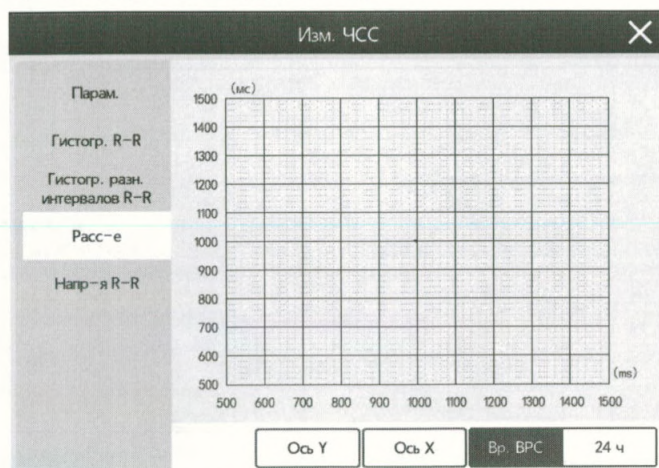 Изм. ЧСС
Парам.
Гистогр. R-R
Гистогр. разн.
интервалов R-R
Расс-е
Напр-я R-R
(мс)
1500
1400
1300
1200
1100
1000
900
800
700
600
500
500 600 700 800 900 1000 1100 1200 1300 1400 1500
(ms)
Ось Y
Ось X
Вр. ВРС
24 ч